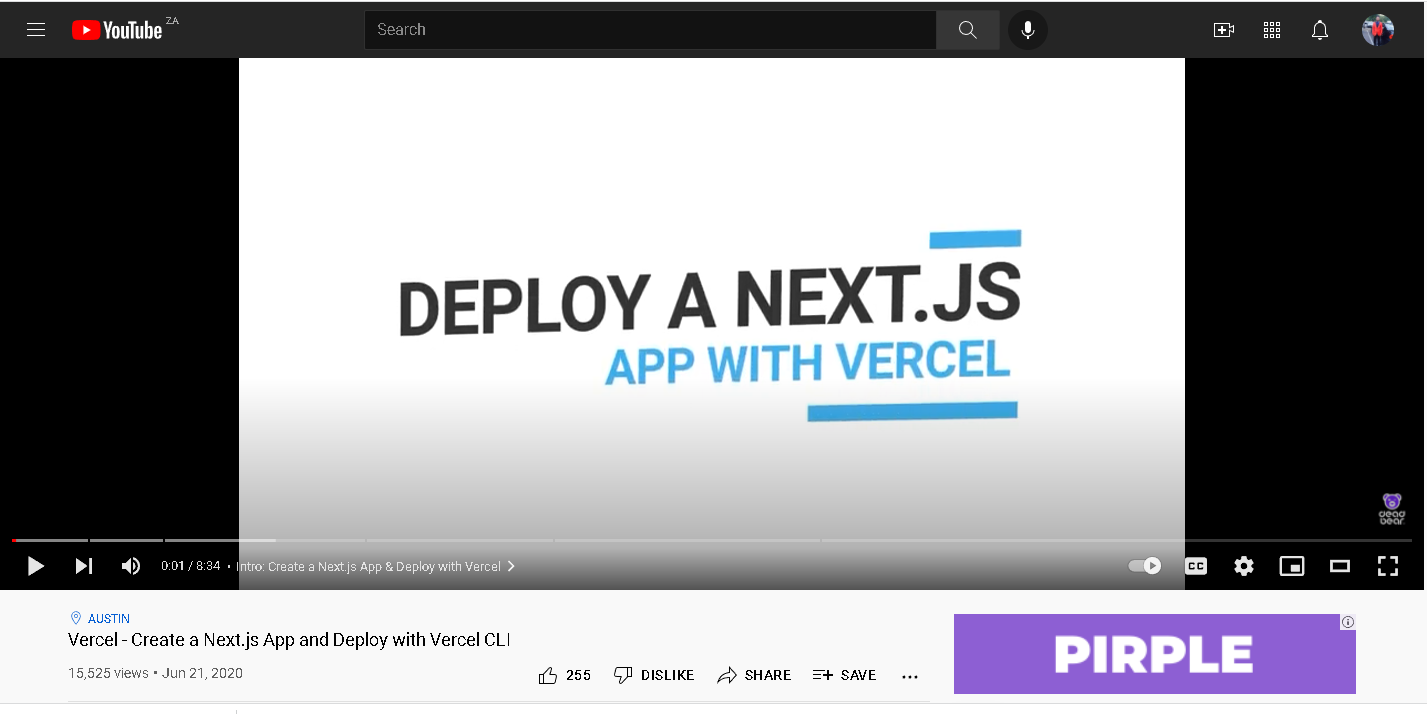 YouTube ZA
Search
DEPLOY A NEXT.JS
APP WITH VERCEL
dead
bear
0:01 / 8:34 • Intro: Create a Next.js App & Deploy with Vercel
CC
AUSTIN
Vercel - Create a Next.js App and Deploy with Vercel CLI
15,525 views • Jun 21, 2020
255 DISLIKE SHARE SAVE
PIRPLE